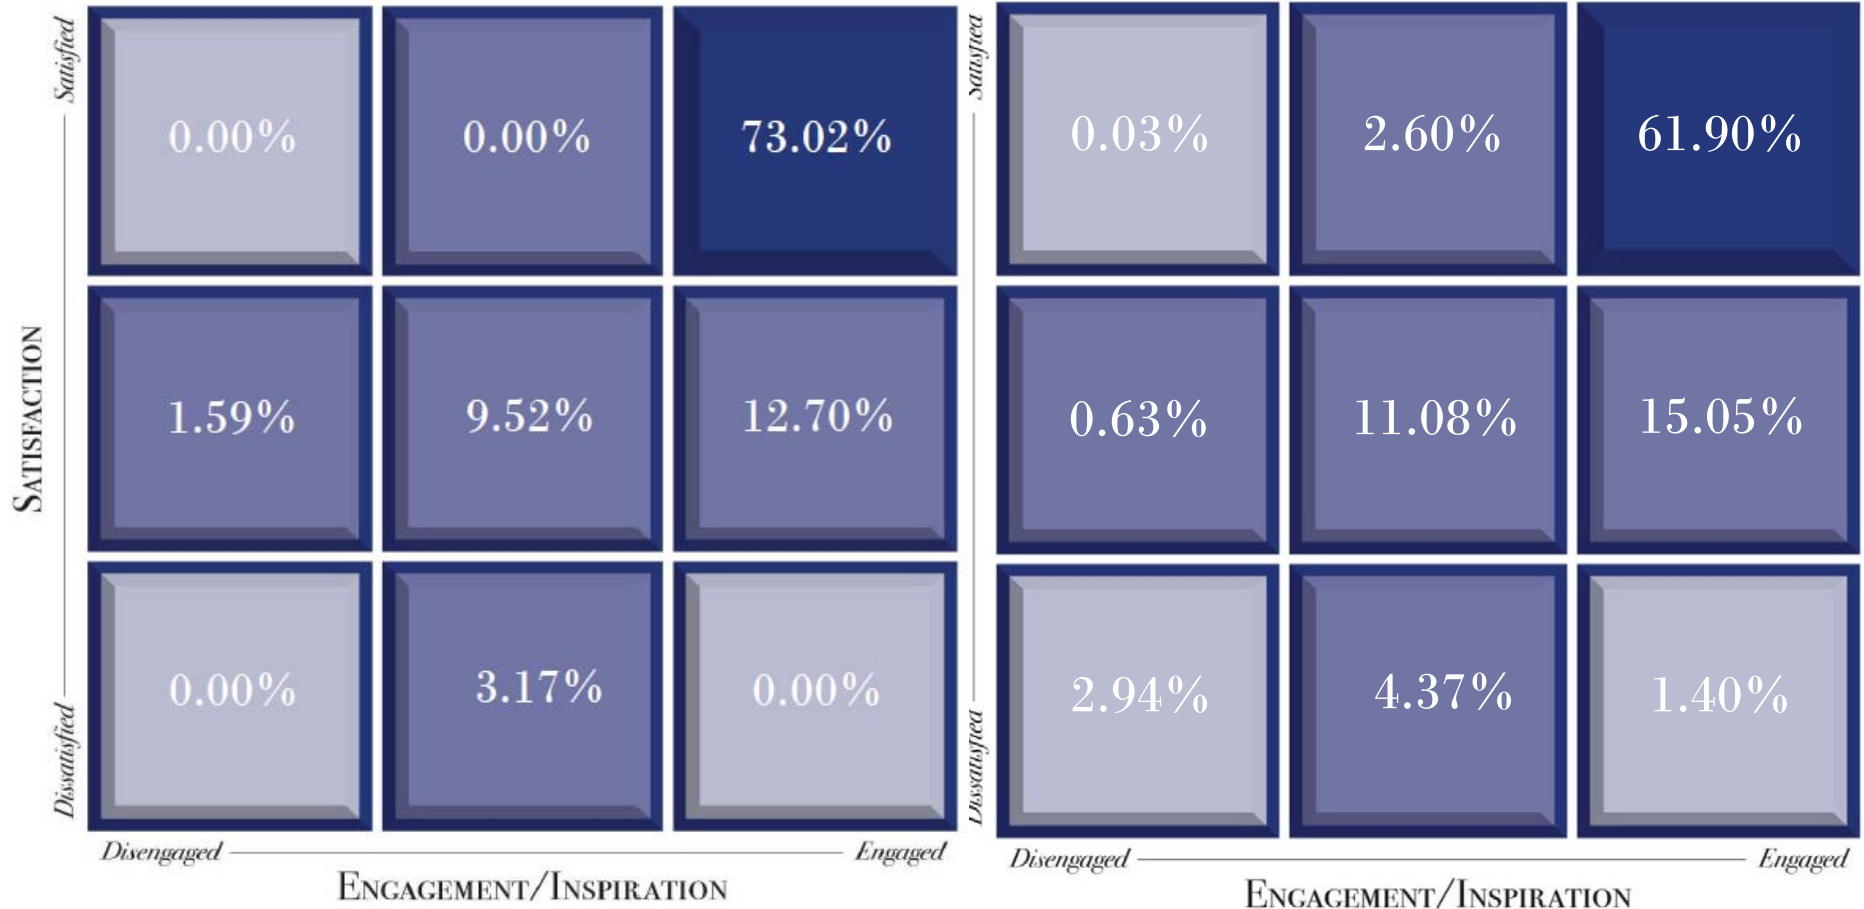 Satisfied
0.00%
0.00%
73.02%
SATISFACTION
1.59%
9.52%
12.70%
Dissatisfied
0.00%
3.17%
0.00%
Disengaged
Engaged
ENGAGEMENT/INSPIRATION
Satisfied
0.03%
2.60%
61.90%
0.63%
11.08%
15.05%
Dissatisfied
2.94%
4.37%
1.40%
Disengaged
Engaged
ENGAGEMENT/INSPIRATION